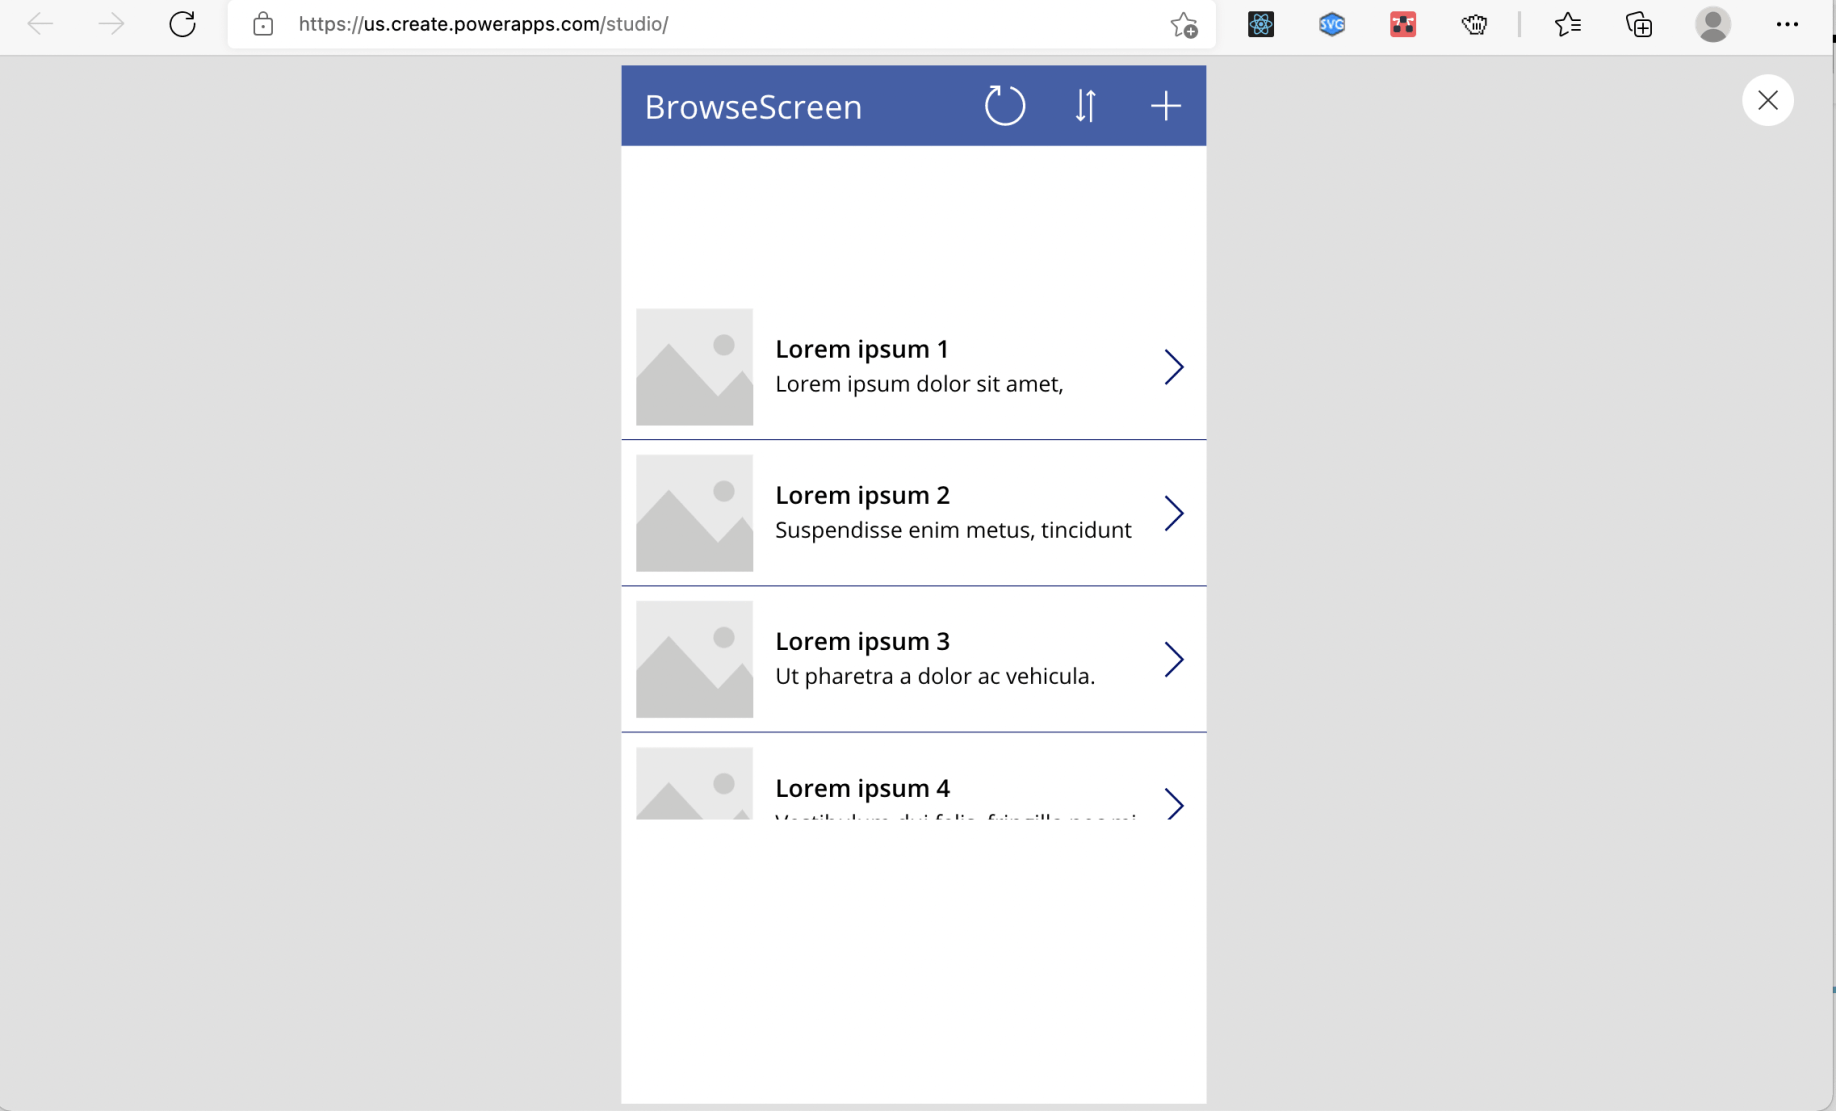 https://us.create.powerapps.com/studio/
SVG
BrowseScreen
Lorem ipsum 1
Lorem ipsum dolor sit amet,
Lorem ipsum 2
Suspendisse enim metus, tincidunt
Lorem ipsum 3
Ut pharetra a dolor ac vehicula.
Lorem ipsum 4